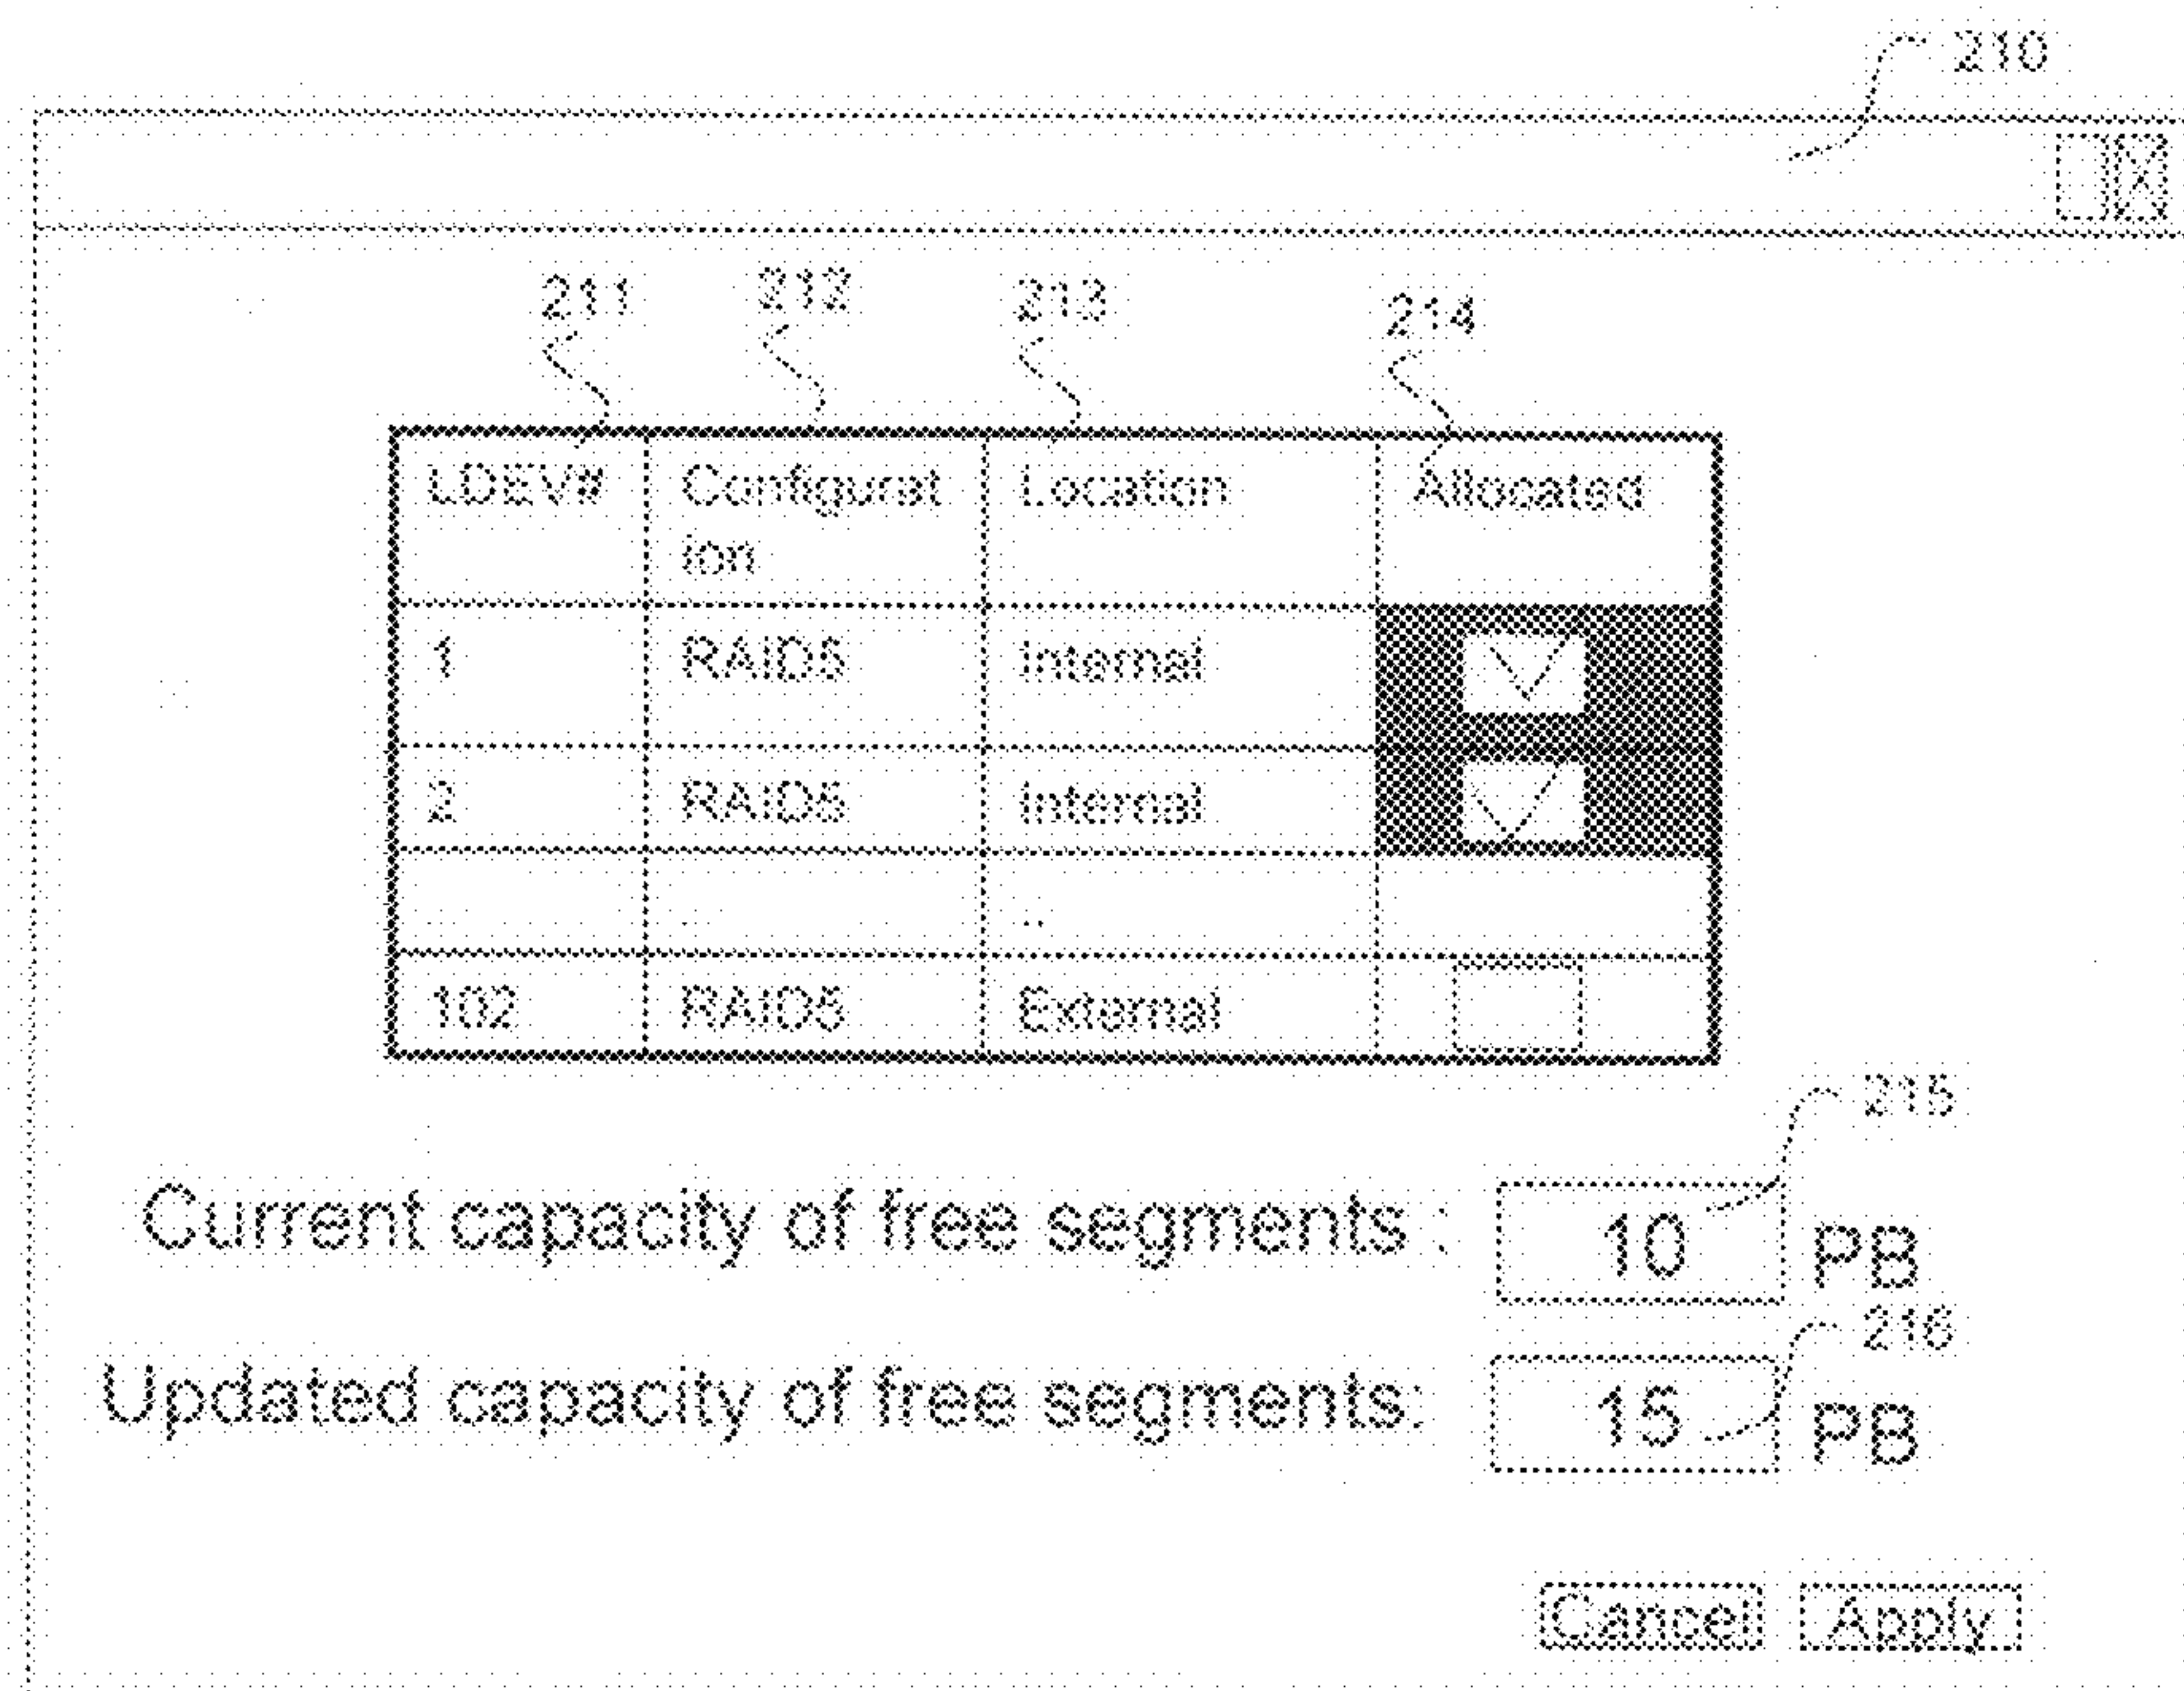 210
211 212 213 214
LDEV# Configurat Location Allocated
ion
1 RAID5 Internal
2 RAID5 Internal
.. .. ..
102 RAID5 External
215
Current capacity of free segments : 10 PB
216
Updated capacity of free segments: 15 PB
Cancel Apply